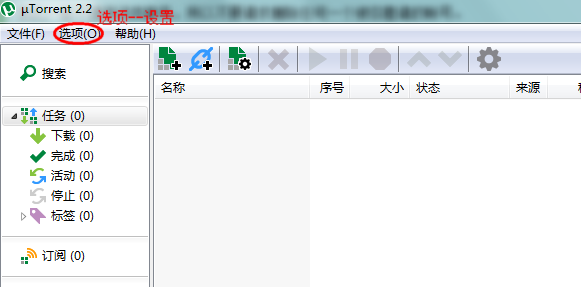 µTorrent 2.2
选项--设置
文件(F) 选项(O) 帮助(H)
搜索
名称 序号 大小 状态 来源
任务 (0)
下载 (0)
完成 (0)
活动 (0)
停止 (0)
标签 (0)
订阅 (0)